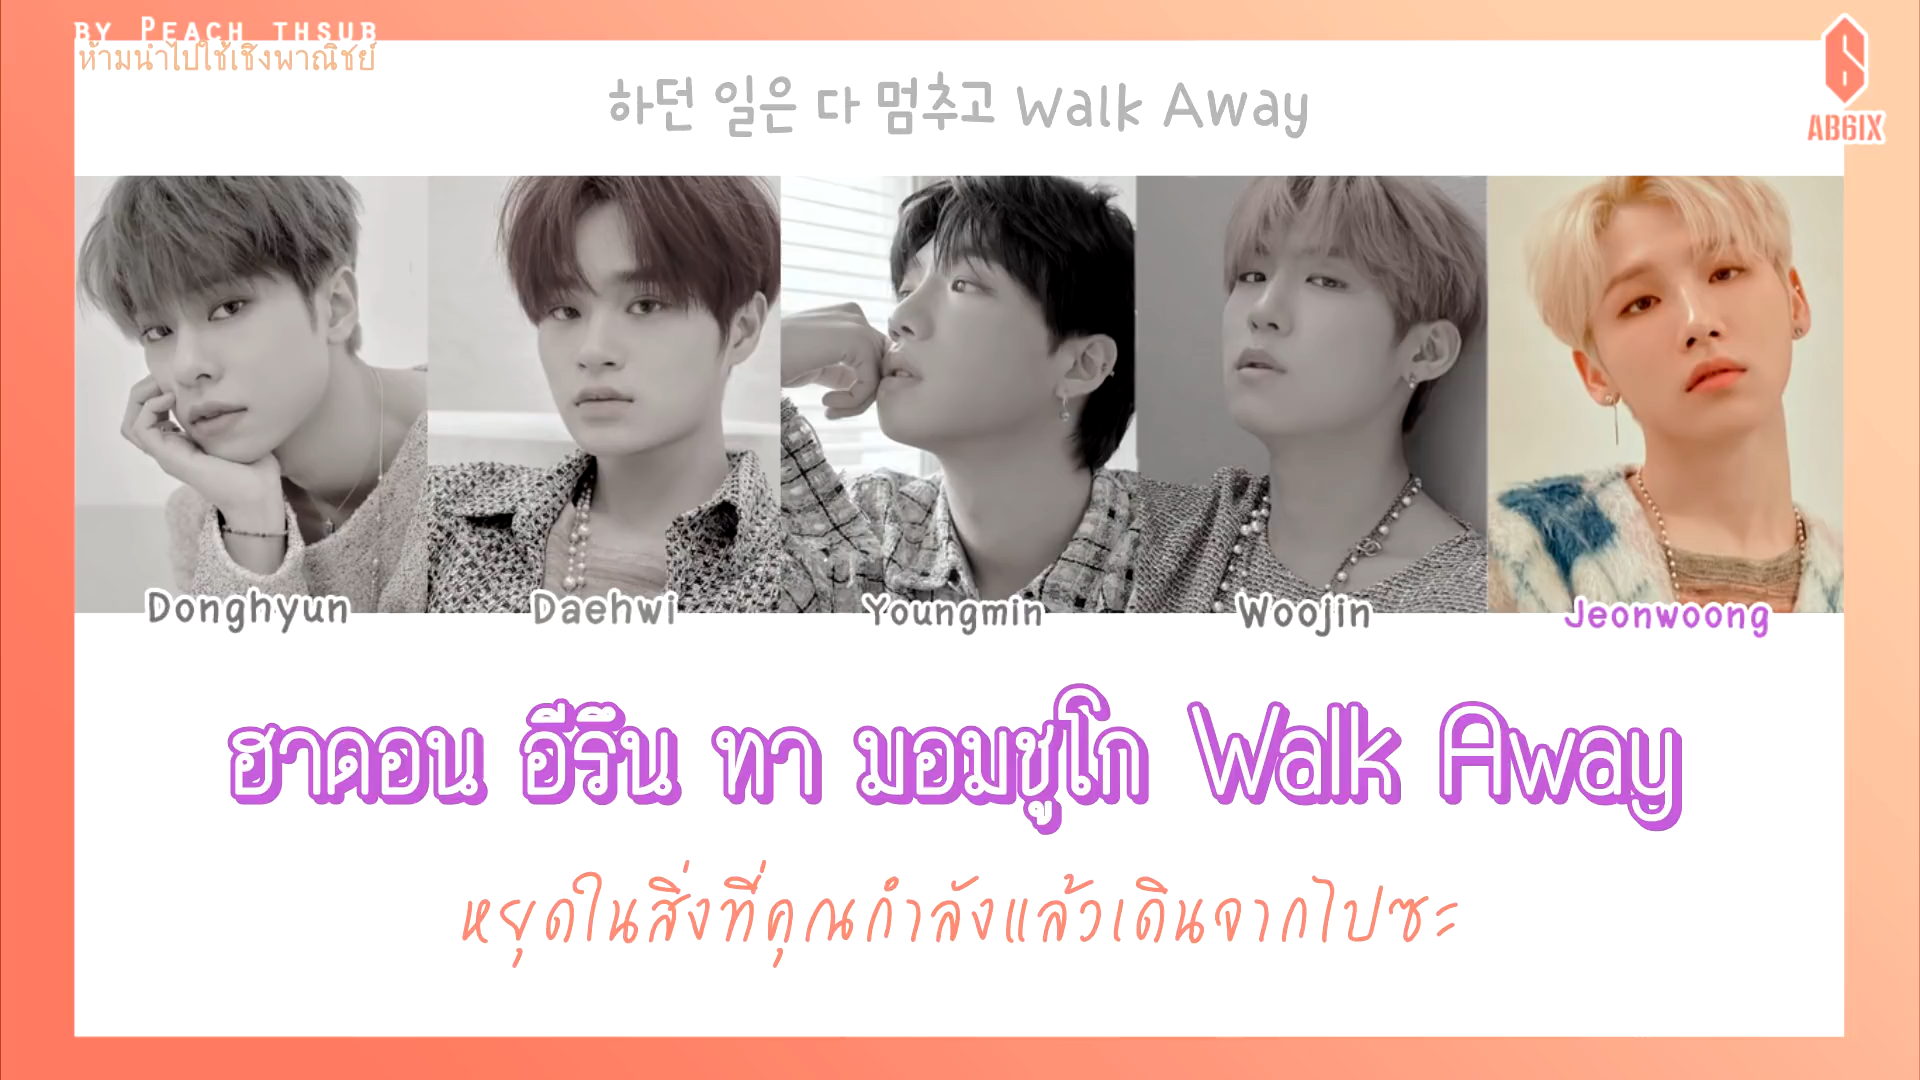 by Peach thsub
ห้ามนำไปใช้เชิงพาณิชย์
하던 일은 다 멈추고 Walk Away
AB6IX
Donghyun
Daehwi
Youngmin
Woojin
Jeonwoong
ฮาดอน อีรึน ทา มอมชูโก Walk Away
หยุดในสิ่งที่คุณกำลังแล้วเดินจากไปซะ